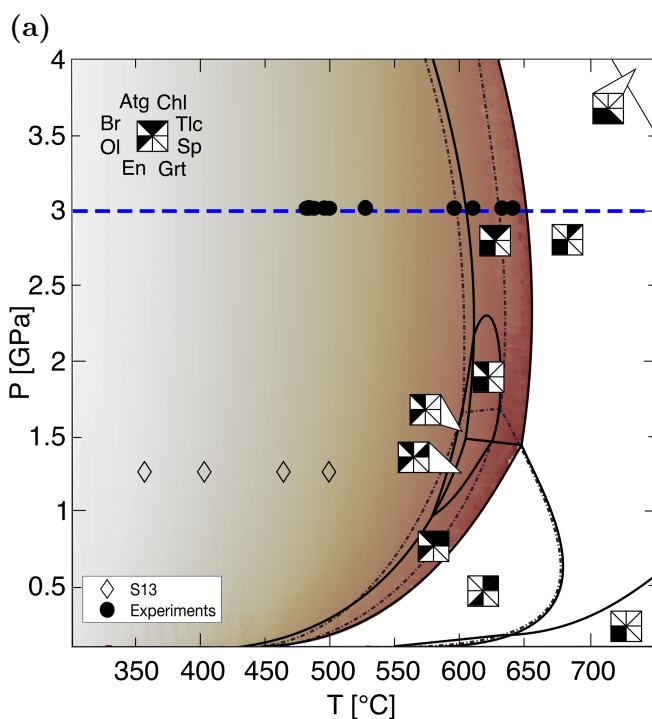 (a)
4
3.5
3
2.5
2
1.5
1
0.5
P [GPa]
Atg Chl
Br Tlc
Ol Sp
En Grt
S13
Experiments
350 400 450 500 550 600 650 700
T [°C]